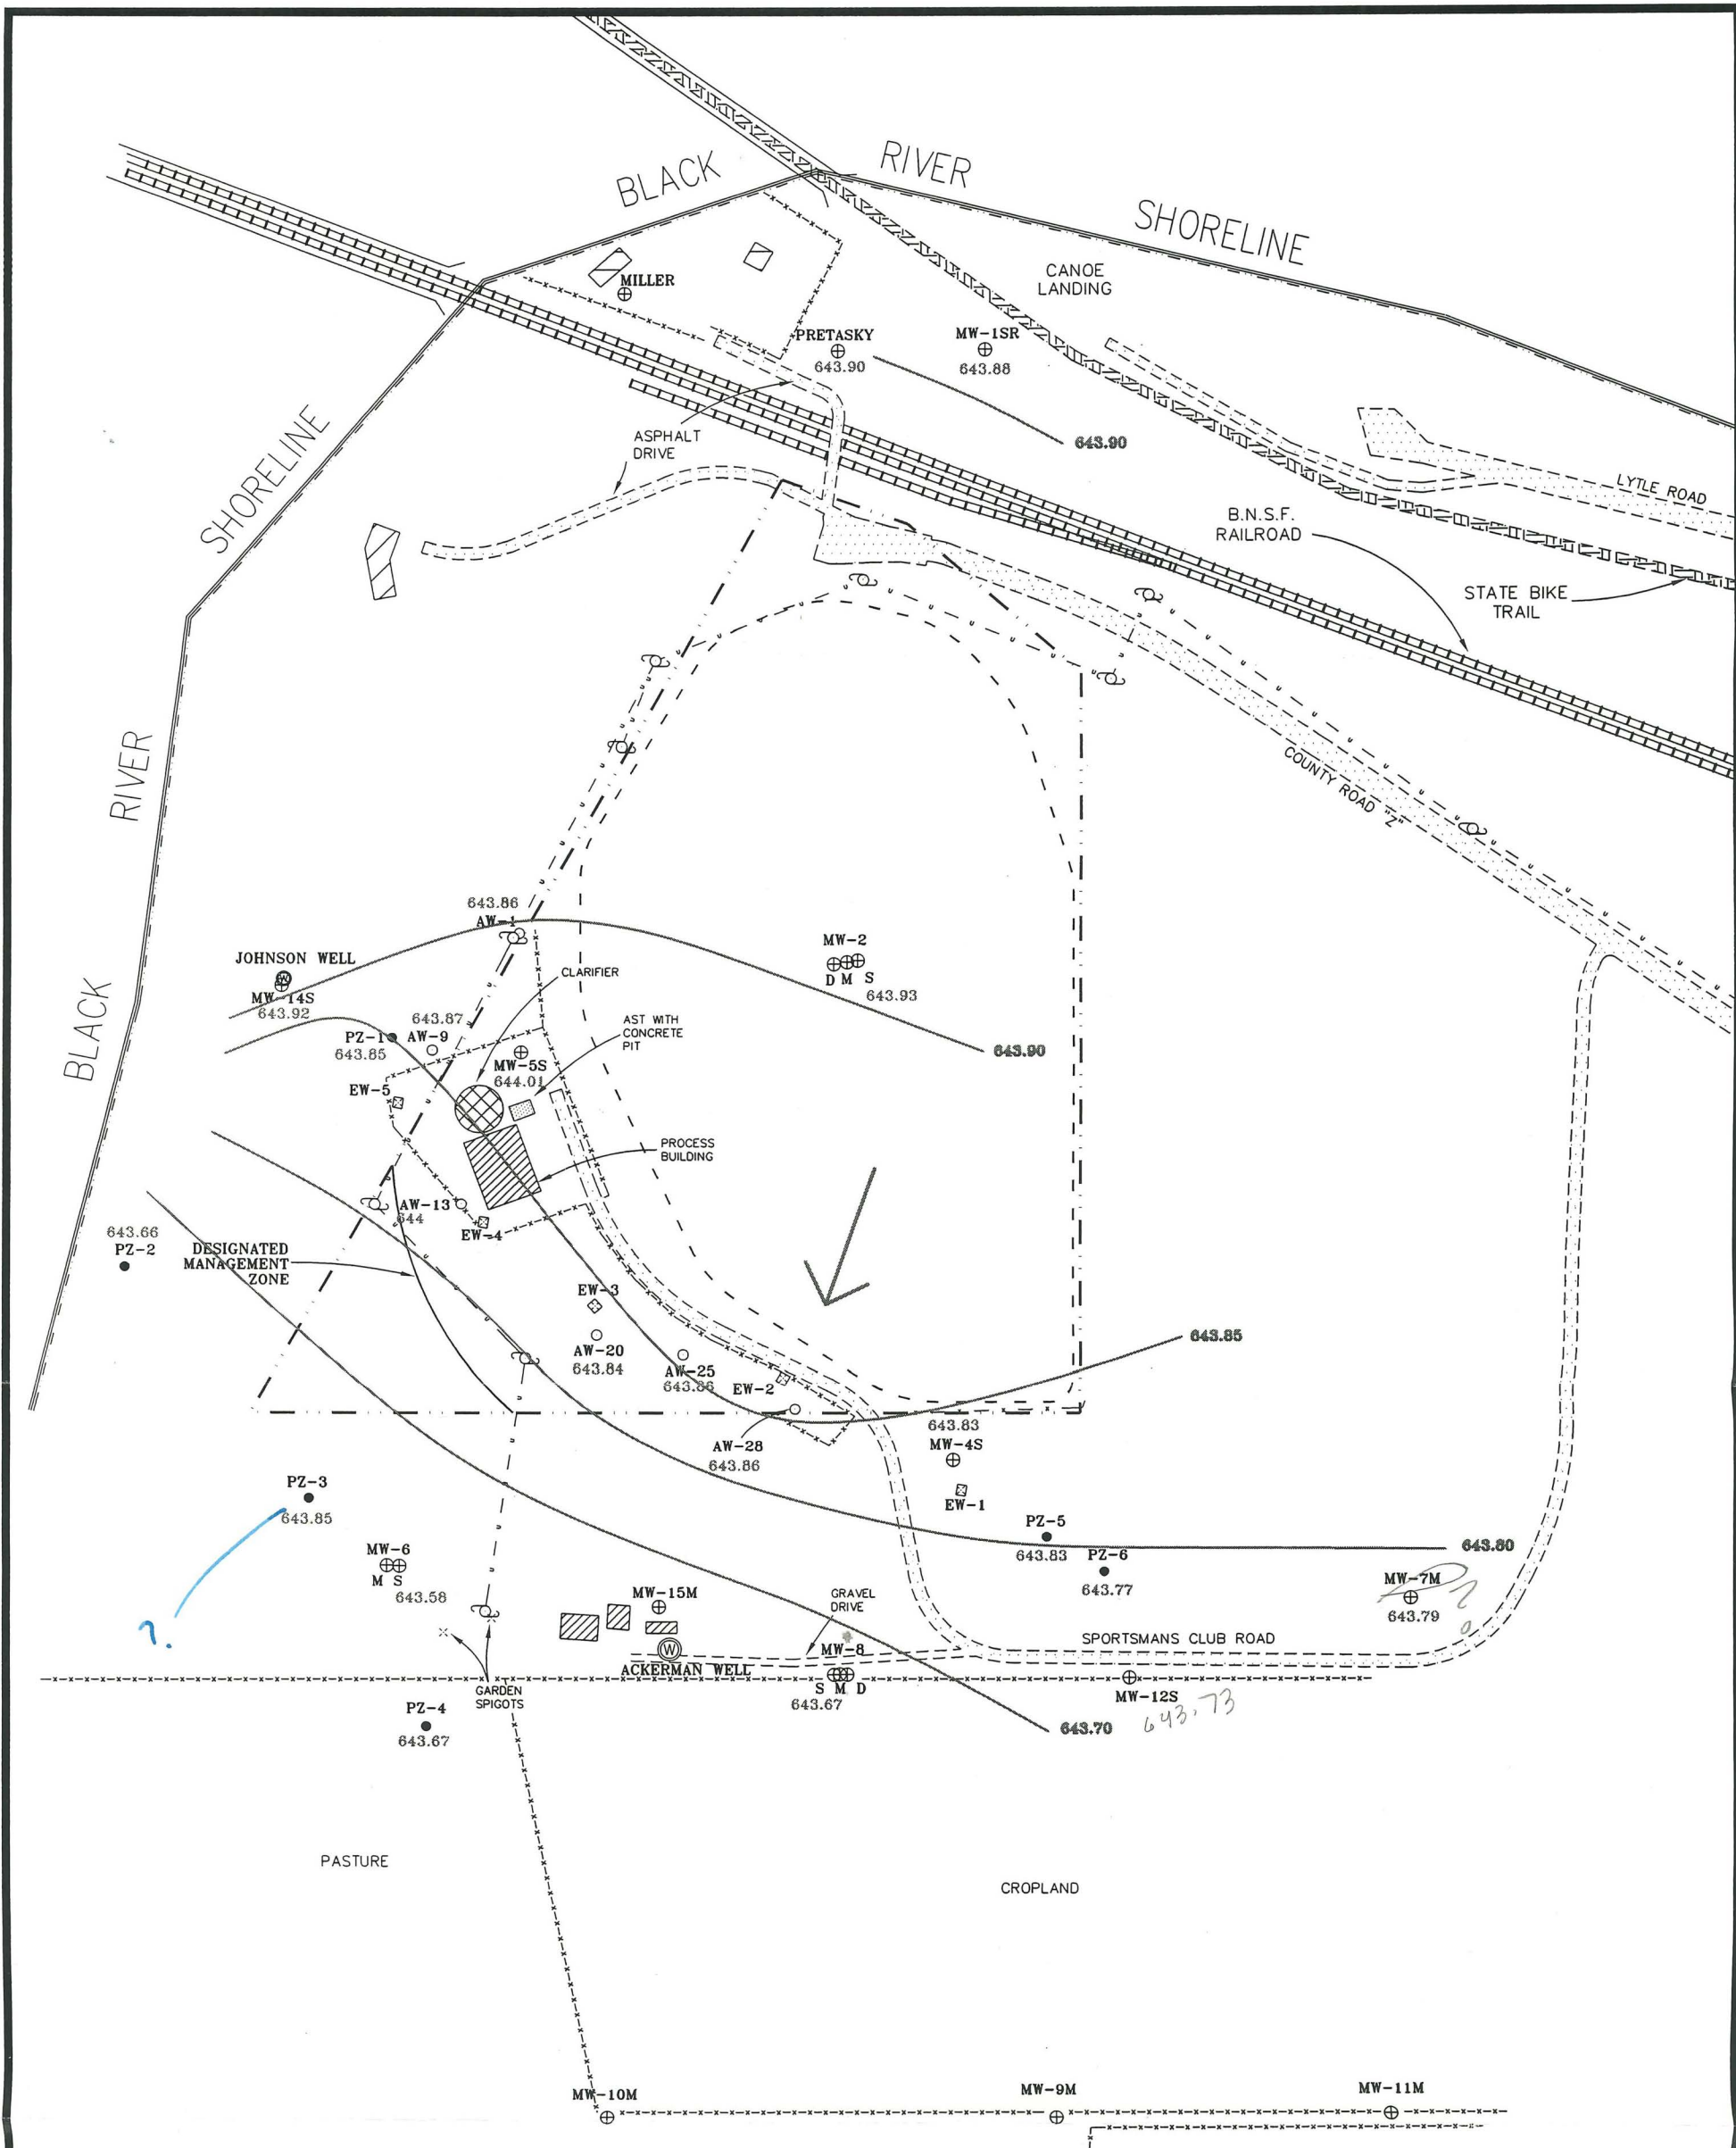 BLACK
RIVER
SHORELINE
CANOE
LANDING
MILLER
PRETASKY
643.90
MW-1SR
643.88
SHORELINE
643.90
ASPHALT
DRIVE
LYTLE ROAD
B.N.S.F.
RAILROAD
STATE BIKE
TRAIL
RIVER
COUNTY ROAD "Z"
BLACK
643.86
AW-1
JOHNSON WELL
MW-14S
643.92
CLARIFIER
MW-2
D M S
643.93
643.87
PZ-1
AW-9
643.85
AST WITH
CONCRETE
PIT
643.90
MW-5S
644.01
EW-5
PROCESS
BUILDING
AW-13
644
EW-4
643.66
PZ-2
DESIGNATED
MANAGEMENT
ZONE
EW-3
AW-20
643.84
AW-25
643.86
EW-2
643.85
AW-28
643.86
643.83
MW-4S
EW-1
PZ-3
643.85
?
PZ-5
643.83
643.80
MW-6
M S
643.58
PZ-6
643.77
MW-7M
643.79
?
MW-15M
GRAVEL
DRIVE
SPORTSMANS CLUB ROAD
MW-8
S M D
643.67
ACKERMAN WELL
GARDEN
SPIGOTS
MW-12S
643.73
PZ-4
643.67
643.70
PASTURE
CROPLAND
MW-10M
MW-9M
MW-11M